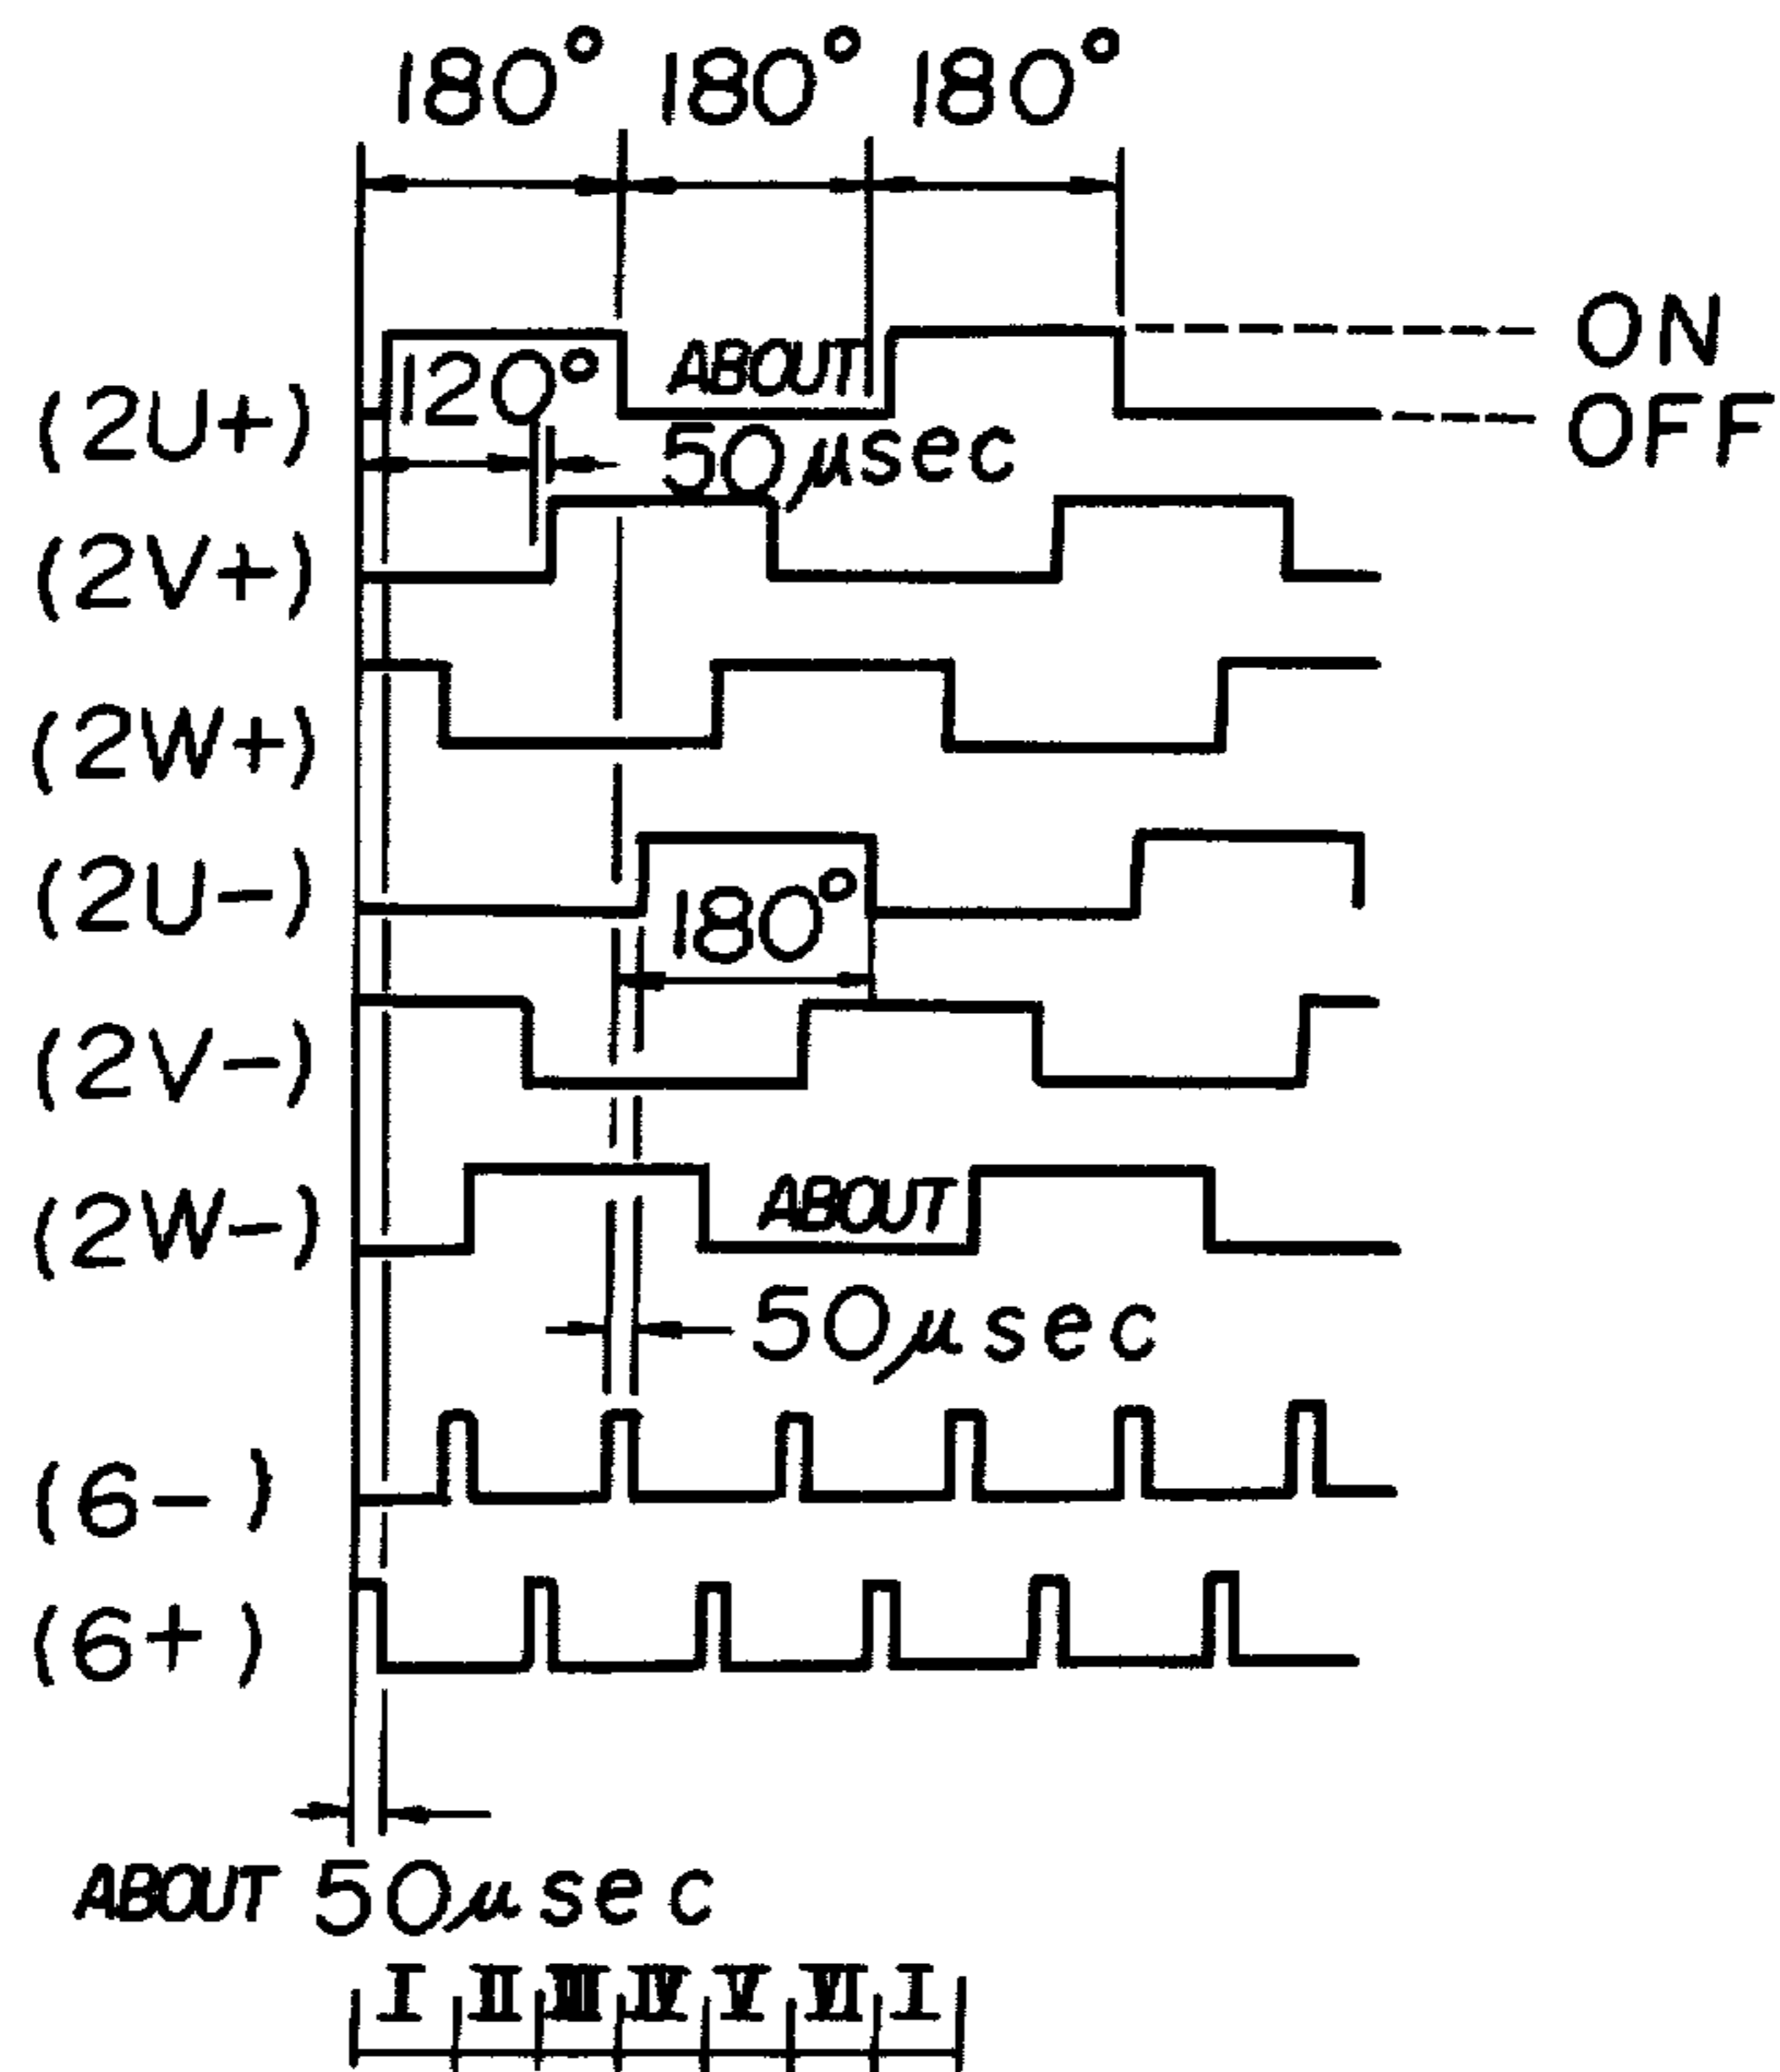 180° 180° 180°
ON
120° ABOUT
(2U+) OFF
50μsec
(2V+)
(2W+)
(2U-)
180°
(2V-)
(2W-) ABOUT
50μsec
(6-)
(6+)
ABOUT 50μsec
I II III IV V VI I